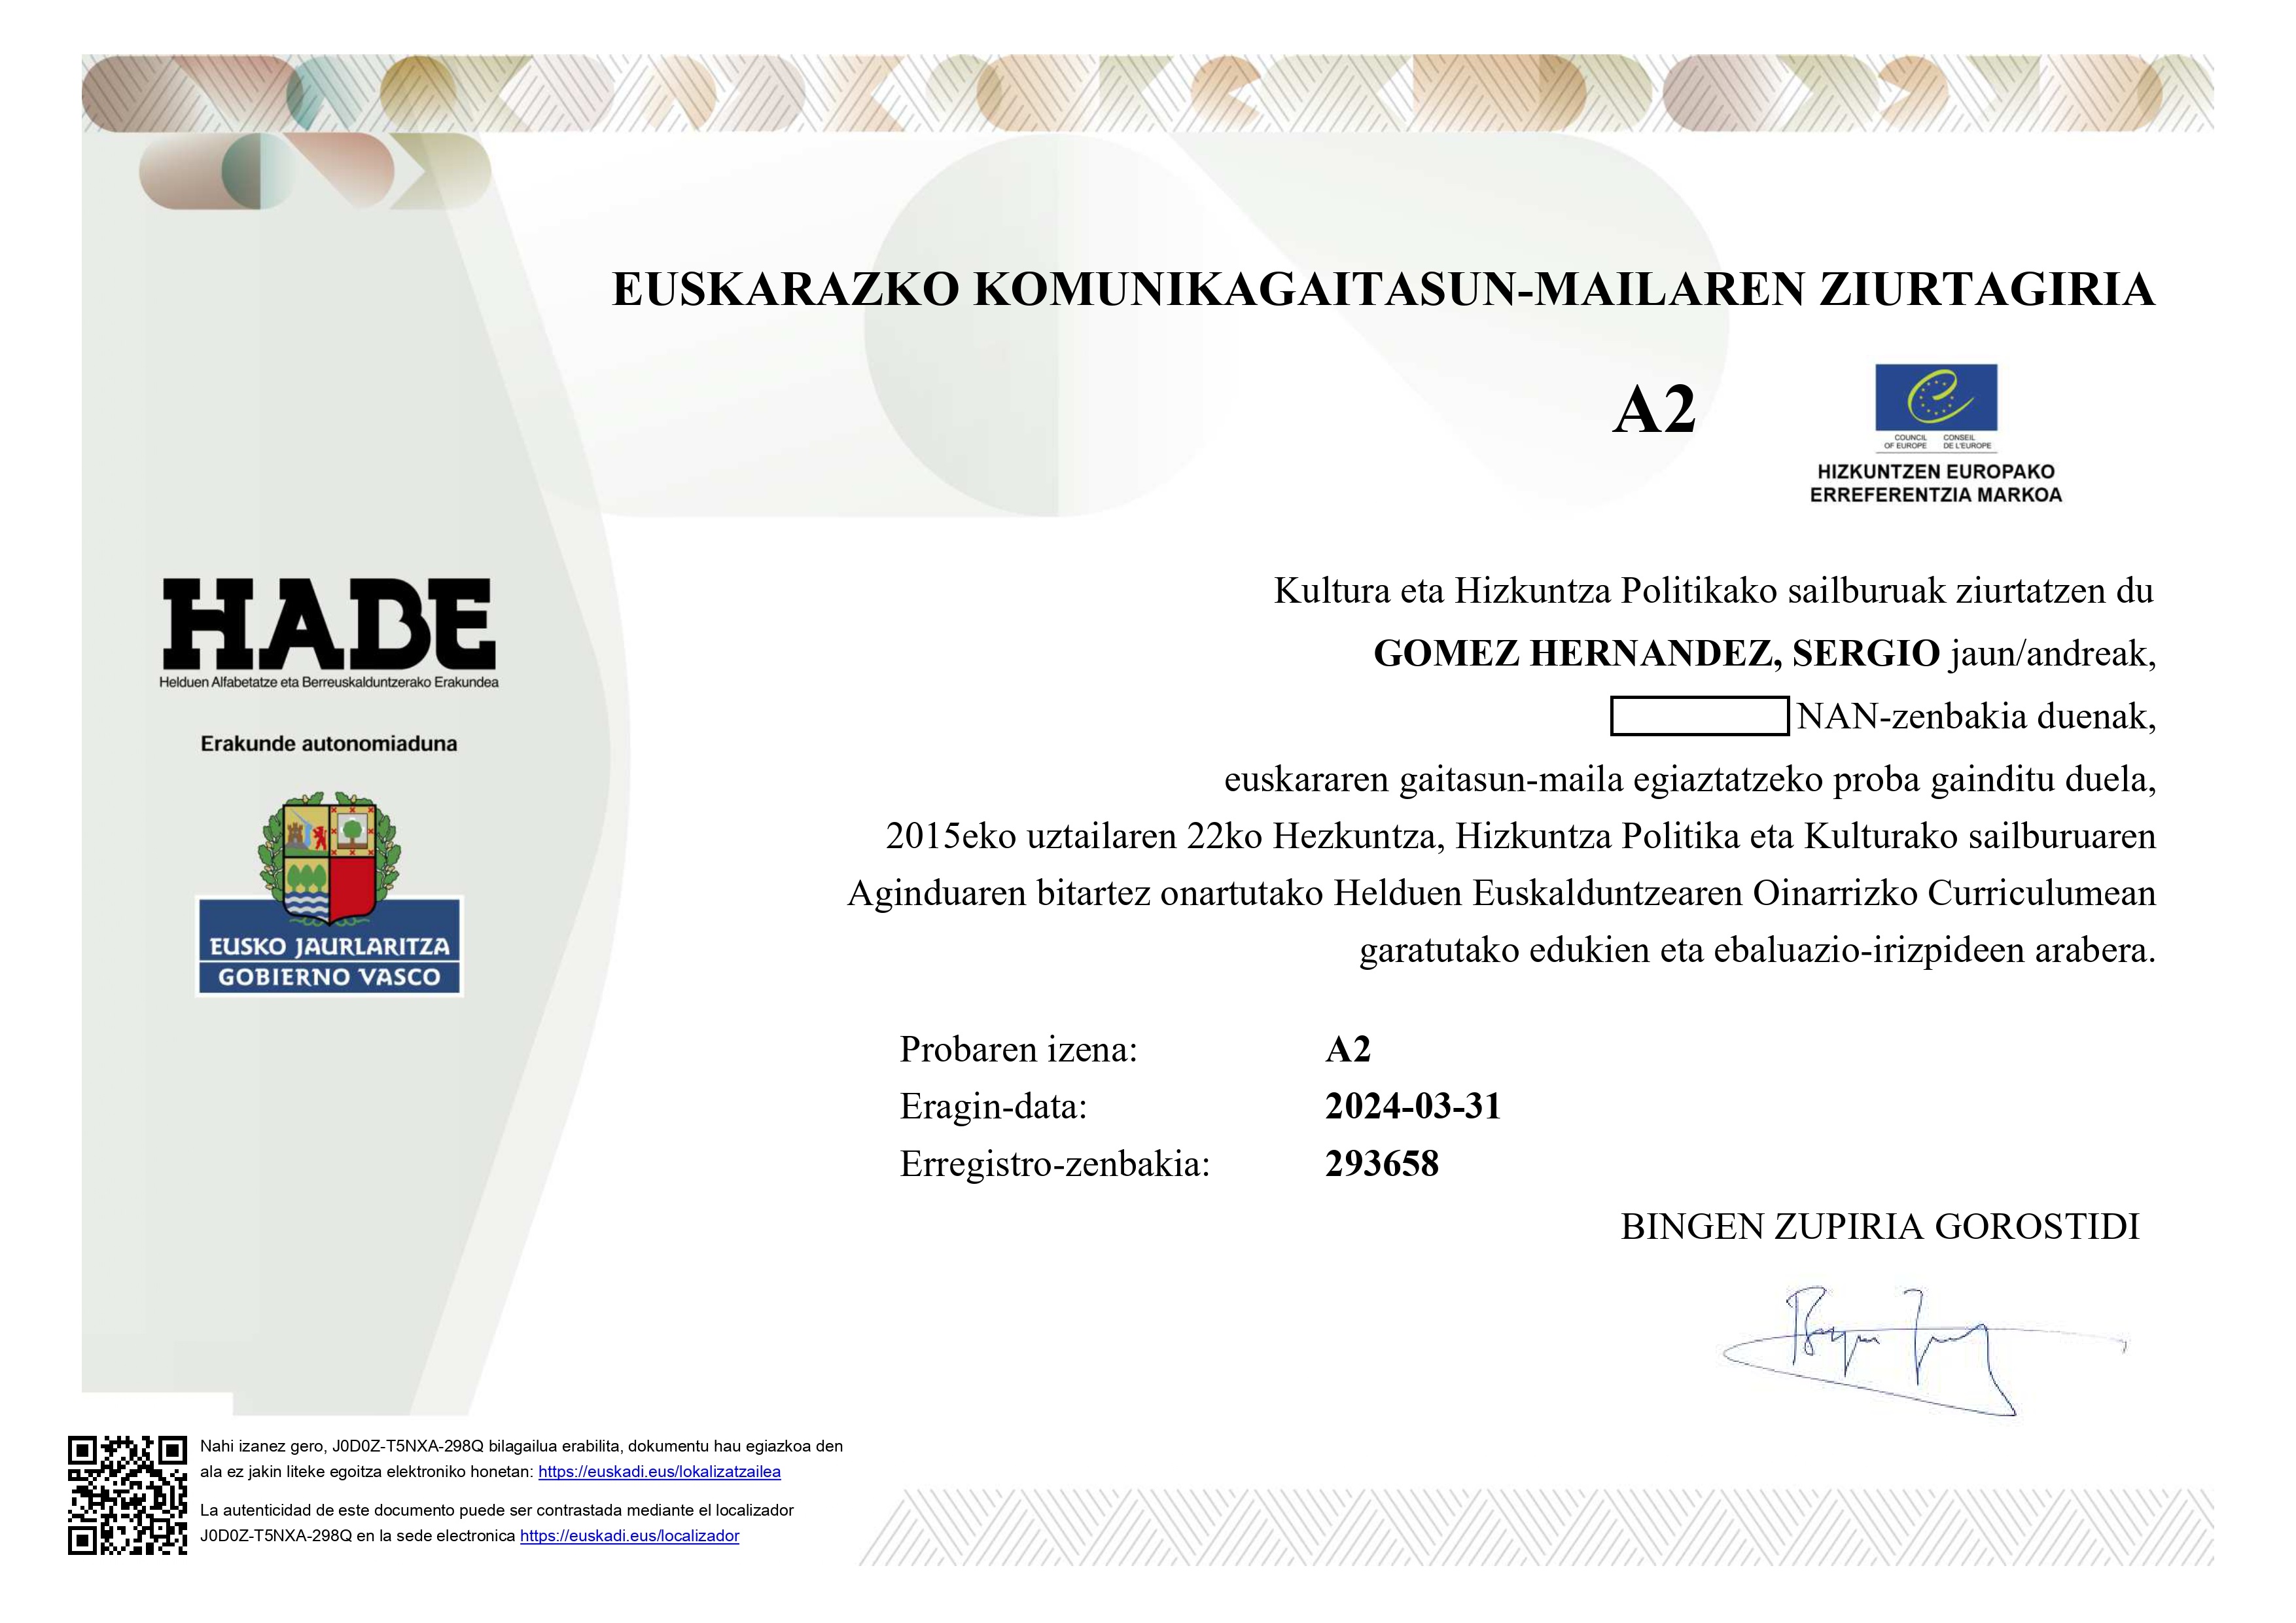 EUSKARAZKO KOMUNIKAGAITASUN-MAILAREN ZIURTAGIRIA
A2
COUNCIL OF EUROPE
CONSEIL DE L'EUROPE
HIZKUNTZEN EUROPAKO
ERREFERENTZIA MARKOA
HABE
Helduen Alfabetatze eta Berreuskalduntzerako Erakundea
Erakunde autonomiaduna
EUSKO JAURLARITZA
GOBIERNO VASCO
Kultura eta Hizkuntza Politikako sailburuak ziurtatzen du
GOMEZ HERNANDEZ, SERGIO jaun/andreak,
NAN-zenbakia duenak,
euskararen gaitasun-maila egiaztatzeko proba gainditu duela,
2015eko uztailaren 22ko Hezkuntza, Hizkuntza Politika eta Kulturako sailburuaren
Aginduaren bitartez onartutako Helduen Euskalduntzearen Oinarrizko Curriculumean
garatutako edukien eta ebaluazio-irizpideen arabera.
Probaren izena: A2
Eragin-data: 2024-03-31
Erregistro-zenbakia: 293658
BINGEN ZUPIRIA GOROSTIDI
Nahi izanez gero, J0D0Z-T5NXA-298Q bilagailua erabilita, dokumentu hau egiazkoa den
ala ez jakin liteke egoitza elektroniko honetan: https://euskadi.eus/lokalizatzailea
La autenticidad de este documento puede ser contrastada mediante el localizador
J0D0Z-T5NXA-298Q en la sede electronica https://euskadi.eus/localizador